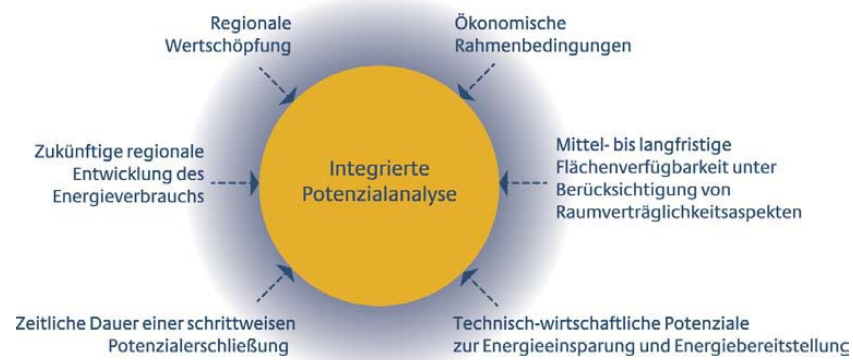 Regionale
Wertschöpfung
Ökonomische
Rahmenbedingungen
Zukünftige regionale
Entwicklung des
Energieverbrauchs
Integrierte
Potenzialanalyse
Mittel- bis langfristige
Flächenverfügbarkeit unter
Berücksichtigung von
Raumverträglichkeitsaspekten
Zeitliche Dauer einer schrittweisen
Potenzialerschließung
Technisch-wirtschaftliche Potenziale
zur Energieeinsparung und Energiebereitstellung